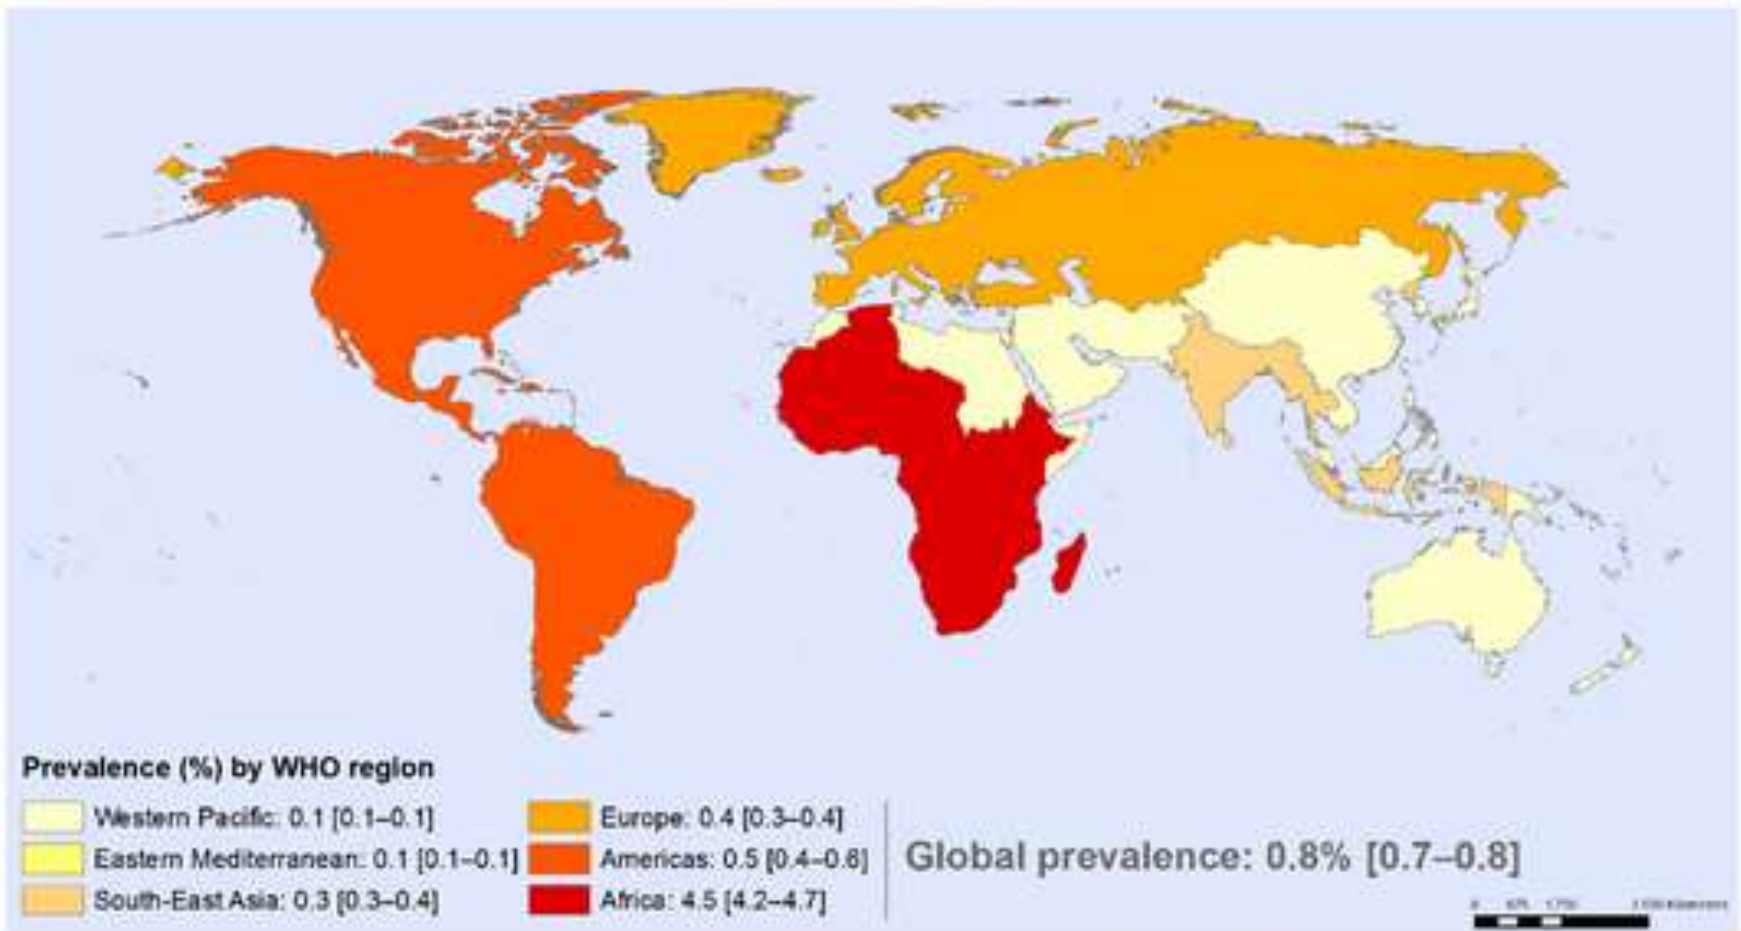 Prevalence (%) by WHO region
Western Pacific: 0.1 [0.1–0.1]
Eastern Mediterranean: 0.1 [0.1–0.1]
South-East Asia: 0.3 [0.3–0.4]
Europe: 0.4 [0.3–0.4]
Americas: 0.5 [0.4–0.6]
Africa: 4.5 [4.2–4.7]
Global prevalence: 0.8% [0.7–0.8]
0
Kilometers